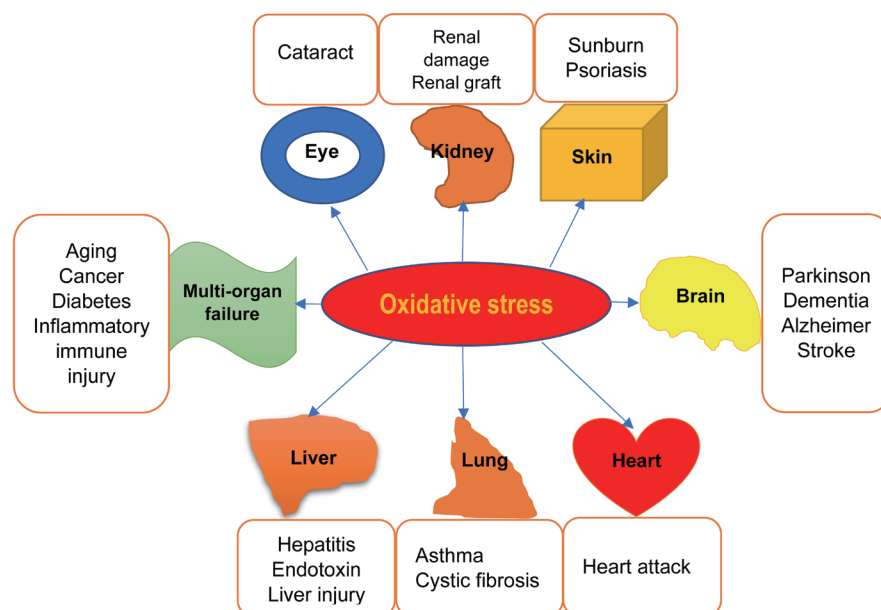 Cataract
Renal
damage
Renal graft
Sunburn
Psoriasis
Eye
Kidney
Skin
Aging
Cancer
Diabetes
Inflammatory
immune
injury
Multi-organ
failure
Oxidative stress
Brain
Parkinson
Dementia
Alzheimer
Stroke
Liver
Lung
Heart
Hepatitis
Endotoxin
Liver injury
Asthma
Cystic fibrosis
Heart attack